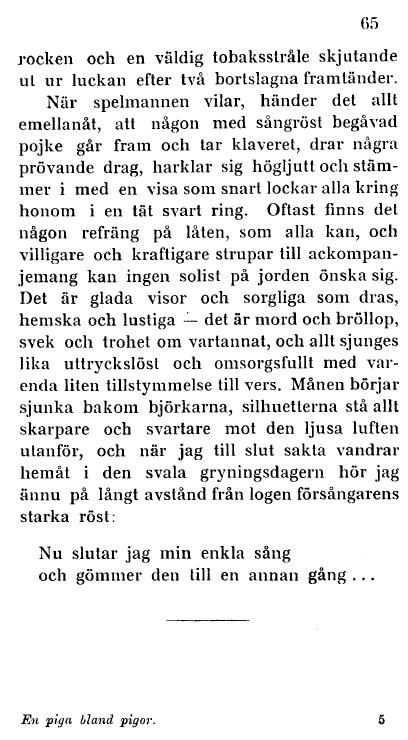 65
rocken och en väldig tobaksstråle skjutande
ut ur luckan efter två bortslagna framtänder.
När spelmannen vilar, händer det allt
emellanåt, att någon med sångröst begåvad
pojke går fram och tar klaveret, drar några
prövande drag, harklar sig högljutt och stäm-
mer i med en visa som snart lockar alla kring
honom i en tät svart ring. Oftast finns det
någon refräng på låten, som alla kan, och
villigare och kraftigare strupar till ackompan-
jemang kan ingen solist på jorden önska sig.
Det är glada visor och sorgliga som dras,
hemska och lustiga — det är mord och bröllop,
svek och trohet om vartannat, och allt sjunges
lika uttryckslöst och omsorgsfullt med var-
enda liten tillstymmelse till vers. Månen börjar
sjunka bakom björkarna, silhuetterna stå allt
skarpare och svartare mot den ljusa luften
utanför, och när jag till slut sakta vandrar
hemåt i den svala gryningsdagern hör jag
ännu på långt avstånd från logen försångarens
starka röst:
Nu slutar jag min enkla sång
och gömmer den till en annan gång ...
En piga bland pigor. 5